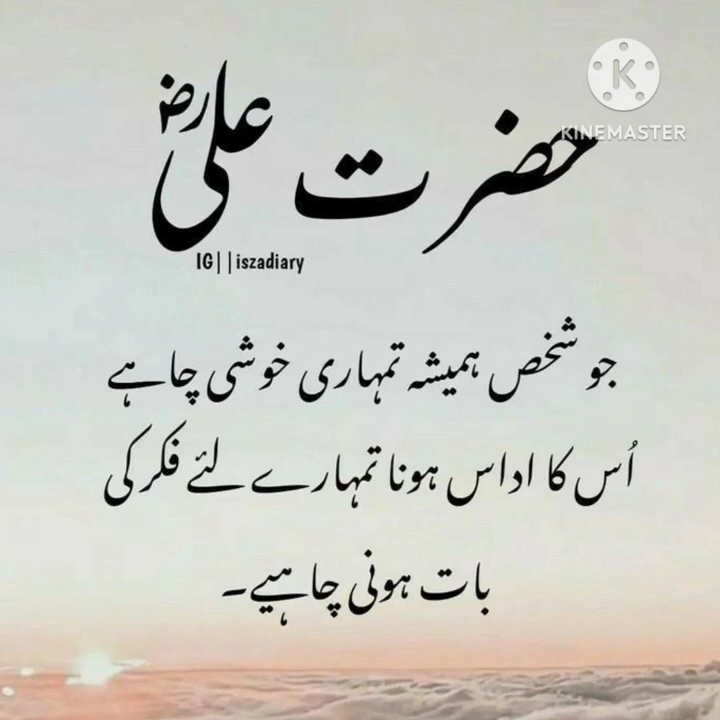 حضرت علیؓ رض
KINEMASTER
IG||iszadiary
جو شخص ہمیشہ تمہاری خوشی چاہے
اُس کا اداس ہونا تمہارے لئے فکر کی
بات ہونی چاہیے۔